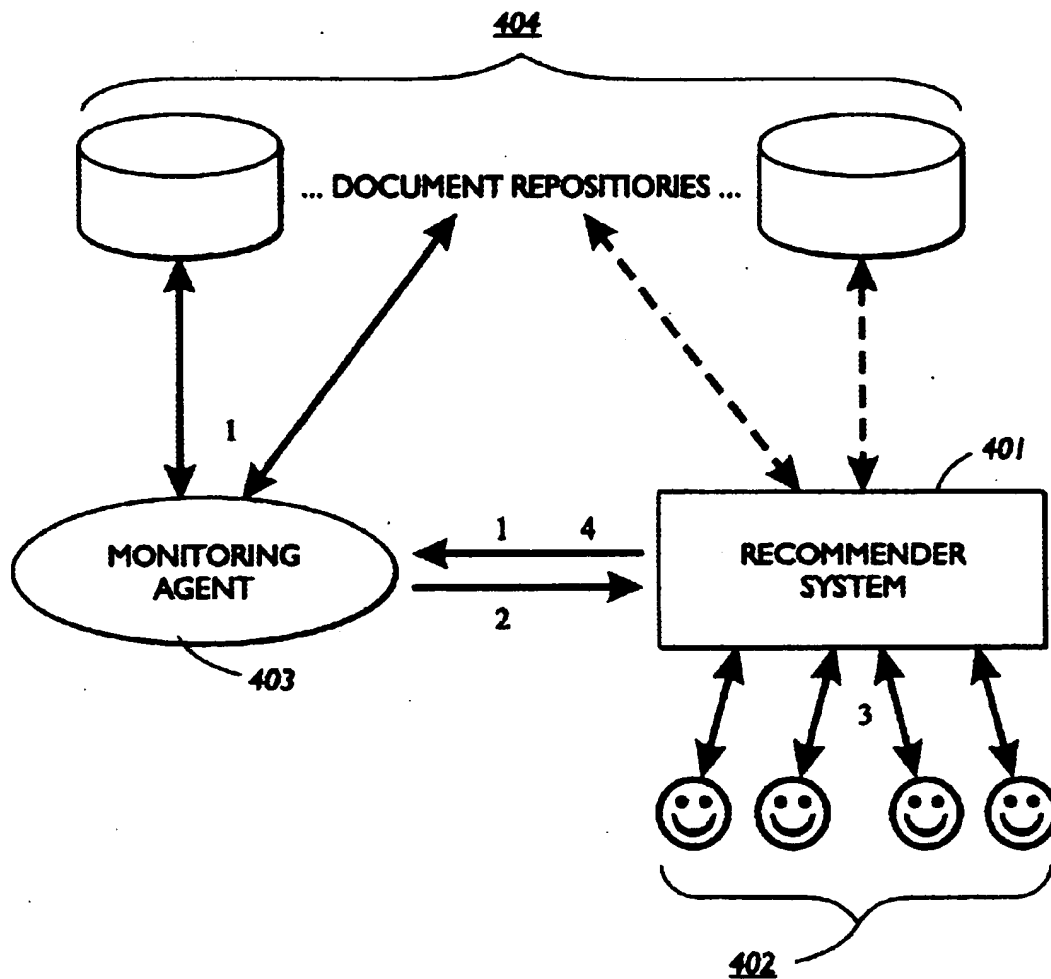 404
... DOCUMENT REPOSITIORIES ...
1
401
MONITORING
AGENT
1 4
2
RECOMMENDER
SYSTEM
403
3
402